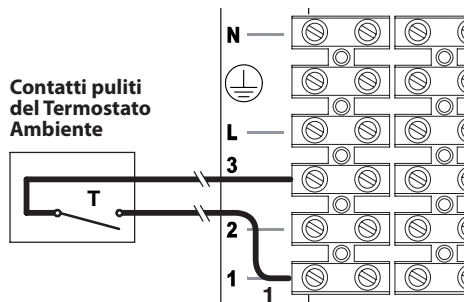 N
Contatti puliti
del Termostato
Ambiente
L
3
T
2
1
1